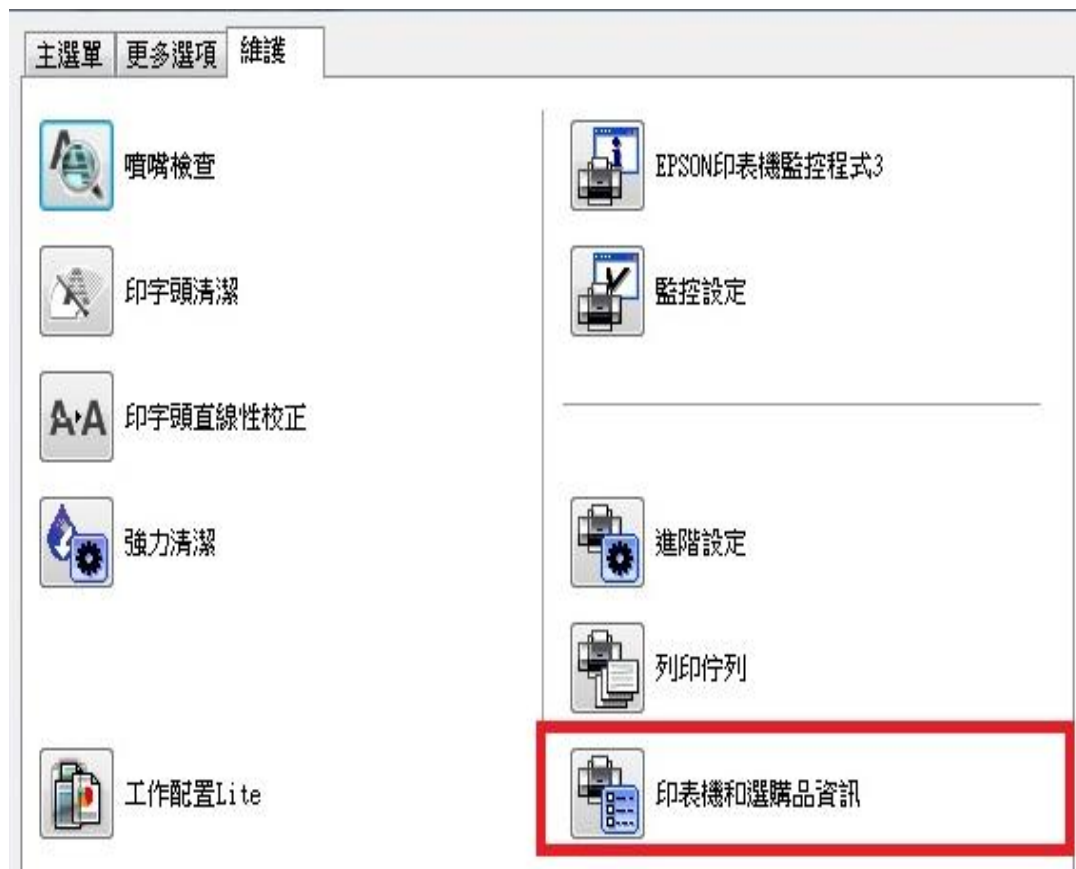 主選單
更多選項
維護
噴嘴檢查
印字頭清潔
印字頭直線性校正
強力清潔
工作配置Lite
EPSON印表機監控程式3
監控設定
進階設定
列印佇列
印表機和選購品資訊